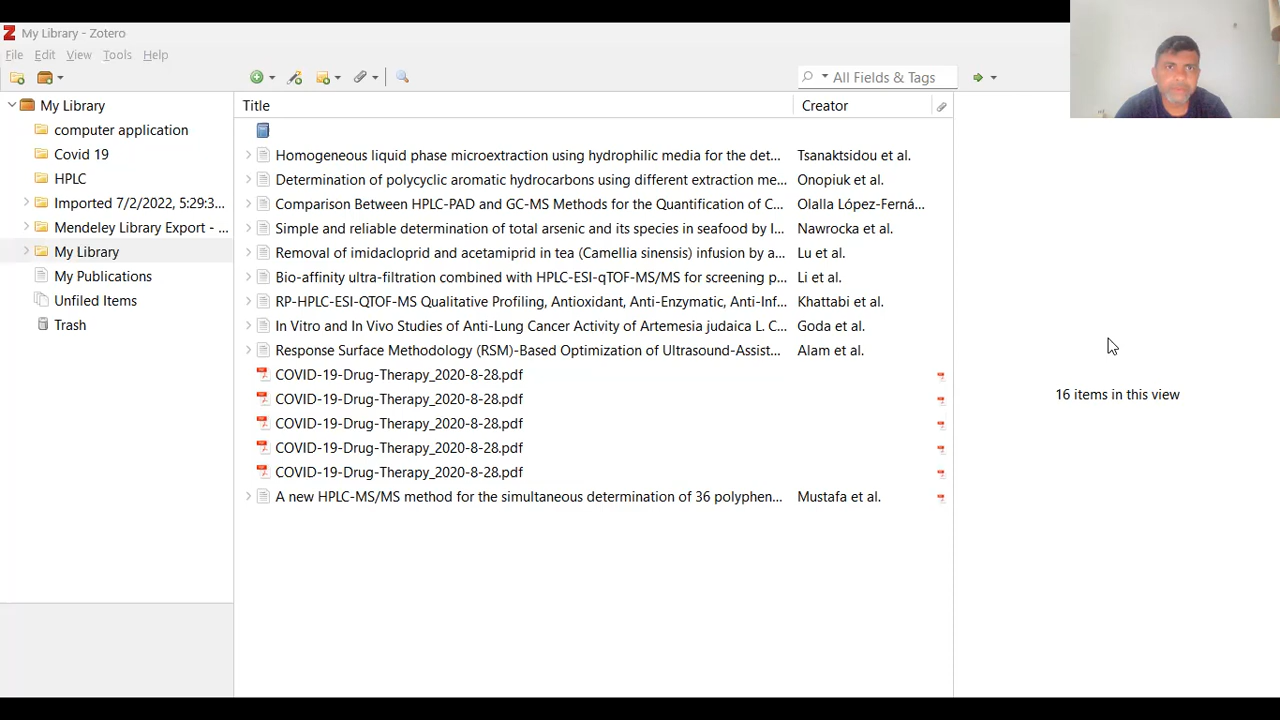 My Library - Zotero
File Edit View Tools Help
All Fields & Tags
My Library
computer application
Covid 19
HPLC
Imported 7/2/2022, 5:29:3...
Mendeley Library Export - ...
My Library
My Publications
Unfiled Items
Trash
Title Creator
Homogeneous liquid phase microextraction using hydrophilic media for the det... Tsanaktsidou et al.
Determination of polycyclic aromatic hydrocarbons using different extraction me... Onopiuk et al.
Comparison Between HPLC-PAD and GC-MS Methods for the Quantification of C... Olalla López-Ferná...
Simple and reliable determination of total arsenic and its species in seafood by I... Nawrocka et al.
Removal of imidacloprid and acetamiprid in tea (Camellia sinensis) infusion by a... Lu et al.
Bio-affinity ultra-filtration combined with HPLC-ESI-qTOF-MS/MS for screening p... Li et al.
RP-HPLC-ESI-QTOF-MS Qualitative Profiling, Antioxidant, Anti-Enzymatic, Anti-Inf... Khattabi et al.
In Vitro and In Vivo Studies of Anti-Lung Cancer Activity of Artemesia judaica L. C... Goda et al.
Response Surface Methodology (RSM)-Based Optimization of Ultrasound-Assist... Alam et al.
COVID-19-Drug-Therapy_2020-8-28.pdf
COVID-19-Drug-Therapy_2020-8-28.pdf
COVID-19-Drug-Therapy_2020-8-28.pdf
COVID-19-Drug-Therapy_2020-8-28.pdf
COVID-19-Drug-Therapy_2020-8-28.pdf
A new HPLC-MS/MS method for the simultaneous determination of 36 polyphen... Mustafa et al.
16 items in this view